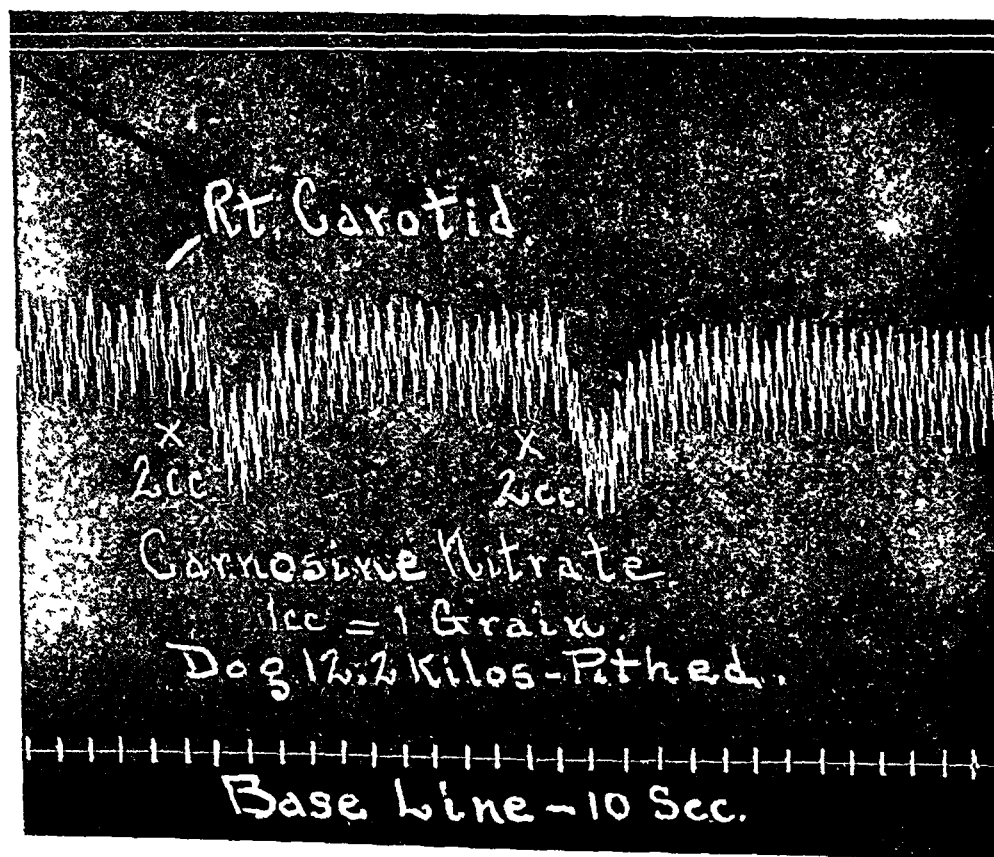 Rt. Carotid.
x x
2cc 2cc.
Carnosine Nitrate.
1cc = 1 Grain.
Dog 12.2 Kilos-Pithed.
Base Line - 10 Sec.